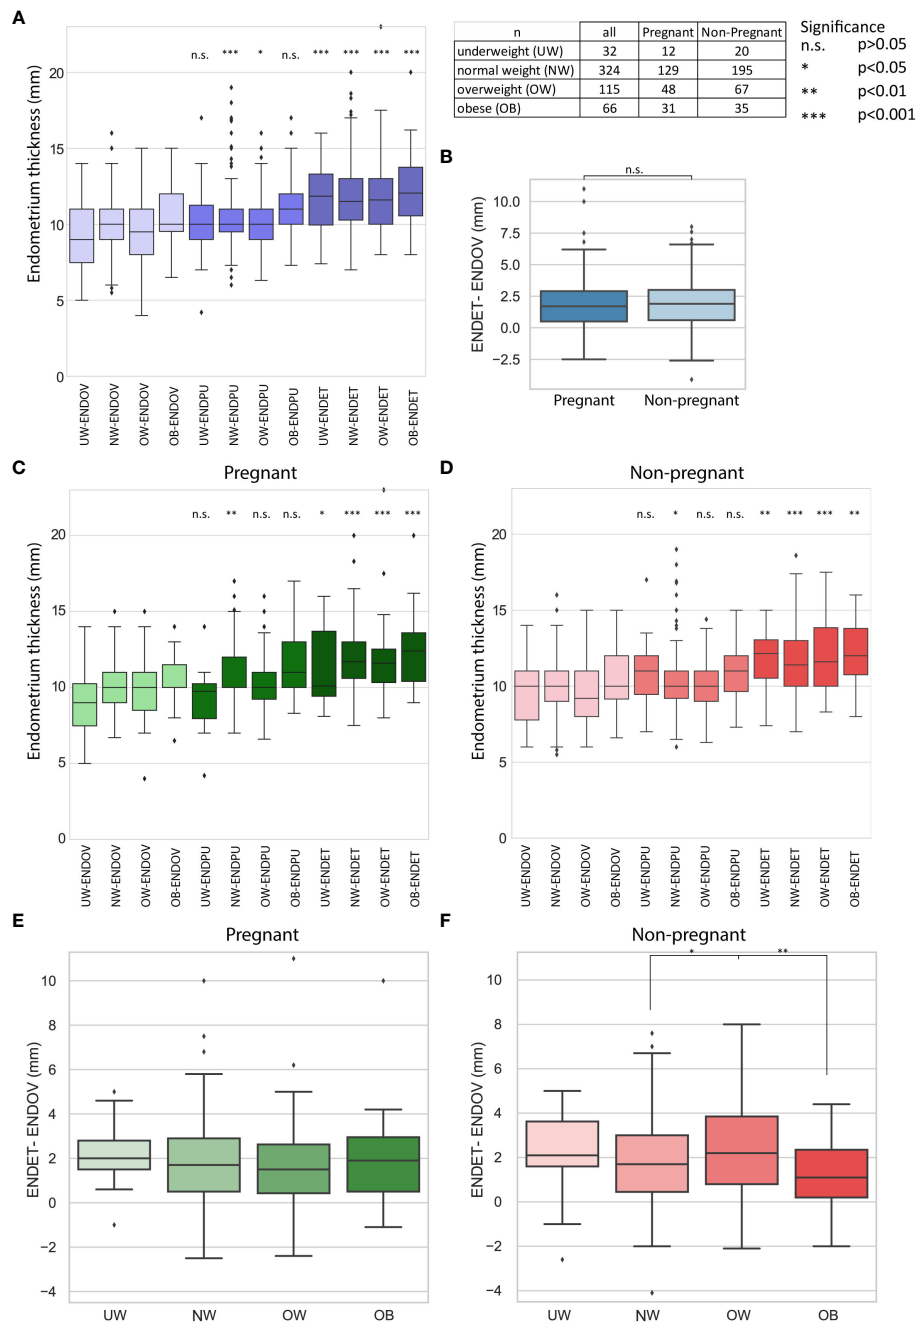 A
Endometrium thickness (mm)
20
15
10
5
0
n.s. *** * n.s. *** *** *** ***
UW-ENDOV
NW-ENDOV
OW-ENDOV
OB-ENDOV
UW-ENDPU
NW-ENDPU
OW-ENDPU
OB-ENDPU
UW-ENDET
NW-ENDET
OW-ENDET
OB-ENDET
n all Pregnant Non-Pregnant
underweight (UW) 32 12 20
normal weight (NW) 324 129 195
overweight (OW) 115 48 67
obese (OB) 66 31 35
Significance
n.s. p>0.05
* p<0.05
** p<0.01
*** p<0.001
B
n.s.
ENDET- ENDOV (mm)
10.0
7.5
5.0
2.5
0.0
−2.5
Pregnant Non-pregnant
C
Pregnant
Endometrium thickness (mm)
20
15
10
5
0
n.s. ** n.s. n.s. * *** *** ***
UW-ENDOV
NW-ENDOV
OW-ENDOV
OB-ENDOV
UW-ENDPU
NW-ENDPU
OW-ENDPU
OB-ENDPU
UW-ENDET
NW-ENDET
OW-ENDET
OB-ENDET
D
Non-pregnant
Endometrium thickness (mm)
20
15
10
5
0
n.s. * n.s. n.s. ** *** *** **
UW-ENDOV
NW-ENDOV
OW-ENDOV
OB-ENDOV
UW-ENDPU
NW-ENDPU
OW-ENDPU
OB-ENDPU
UW-ENDET
NW-ENDET
OW-ENDET
OB-ENDET
E
Pregnant
ENDET- ENDOV (mm)
10
8
6
4
2
0
−2
−4
UW NW OW OB
F
Non-pregnant
* **
ENDET- ENDOV (mm)
10
8
6
4
2
0
−2
−4
UW NW OW OB